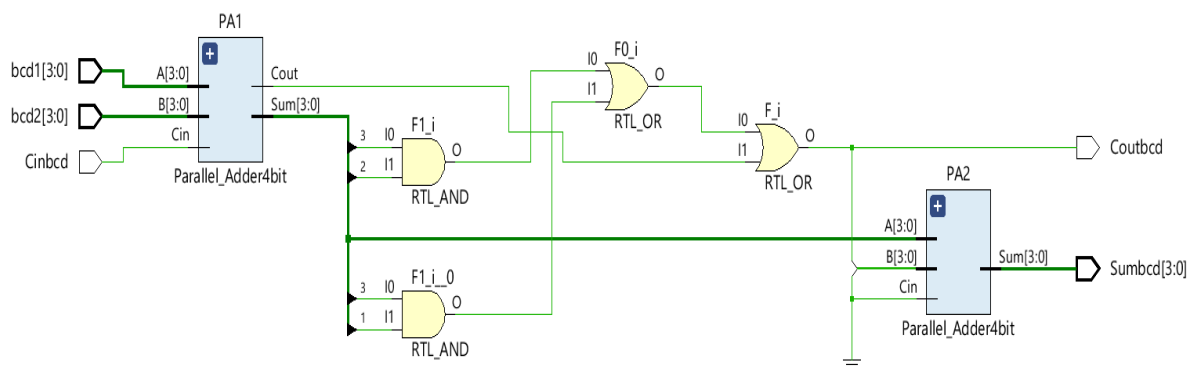 PA1
bcd1[3:0]
A[3:0]
Cout
bcd2[3:0]
B[3:0]
Sum[3:0]
Cinbcd
Cin
Parallel_Adder4bit
F1_i
3 I0
2 I1
O
RTL_AND
F0_i
I0
I1
O
RTL_OR
F_i
I0
I1
O
RTL_OR
Coutbcd
F1_i__0
3 I0
1 I1
O
RTL_AND
PA2
A[3:0]
B[3:0]
Sum[3:0]
Sumbcd[3:0]
Cin
Parallel_Adder4bit